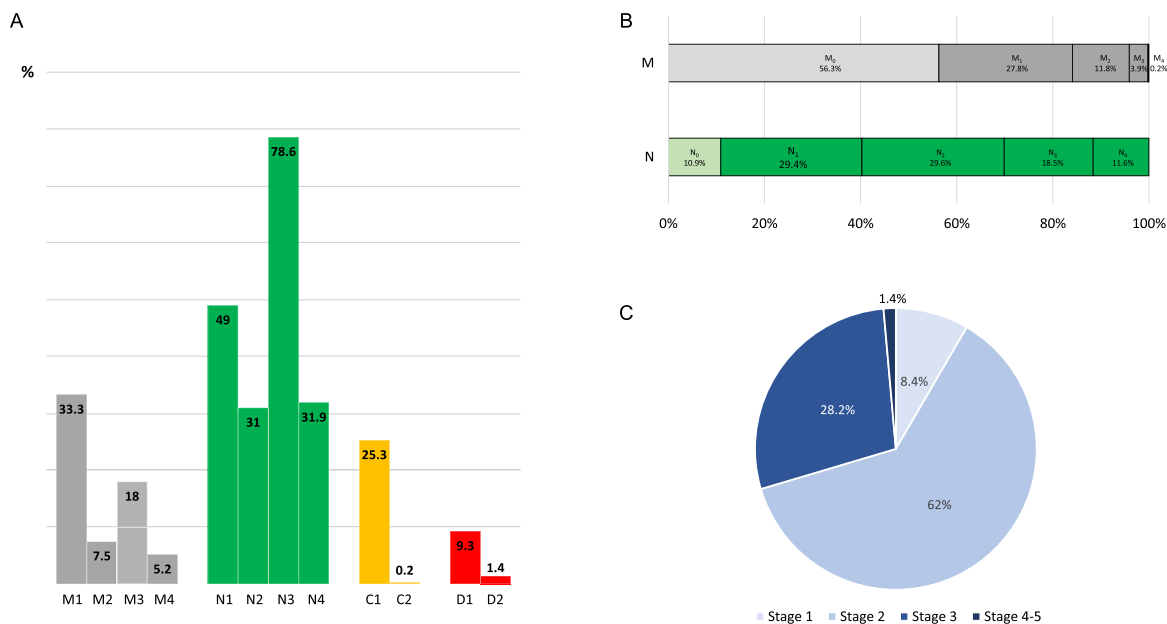 A
%
78.6
49
33.3
31
31.9
25.3
18
7.5
5.2
0.2
9.3
1.4
M1 M2 M3 M4 N1 N2 N3 N4 C1 C2 D1 D2
B
M
M₀ M₁ M₂ M₃ M₄
56.3% 27.8% 11.8% 3.9% 0.2%
N
N₀ N₁ N₂ N₃ N₄
10.9% 29.4% 29.6% 18.5% 11.6%
0% 20% 40% 60% 80% 100%
C
1.4%
8.4%
28.2%
62%
Stage 1 Stage 2 Stage 3 Stage 4-5